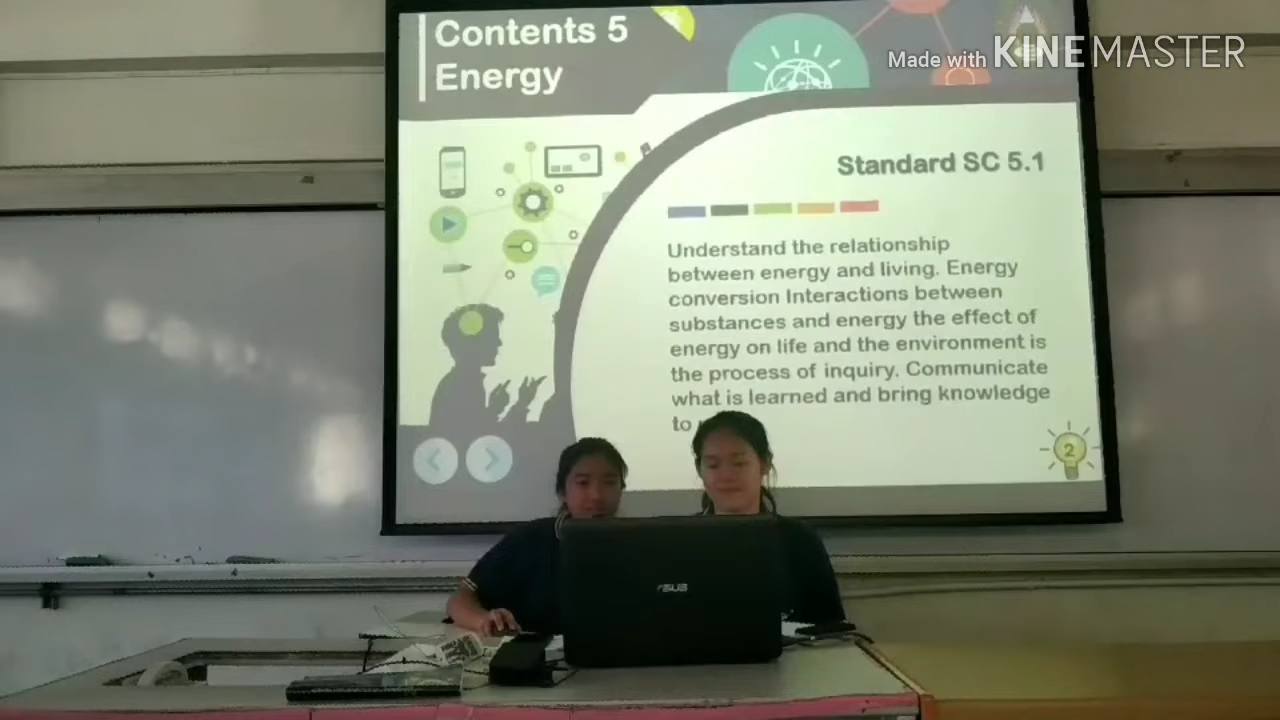 Contents 5
Energy
Made with KINEMASTER
Standard SC 5.1
Understand the relationship
between energy and living. Energy
conversion Interactions between
substances and energy the effect of
energy on life and the environment is
the process of inquiry. Communicate
what is learned and bring knowledge
to
2
ASUS